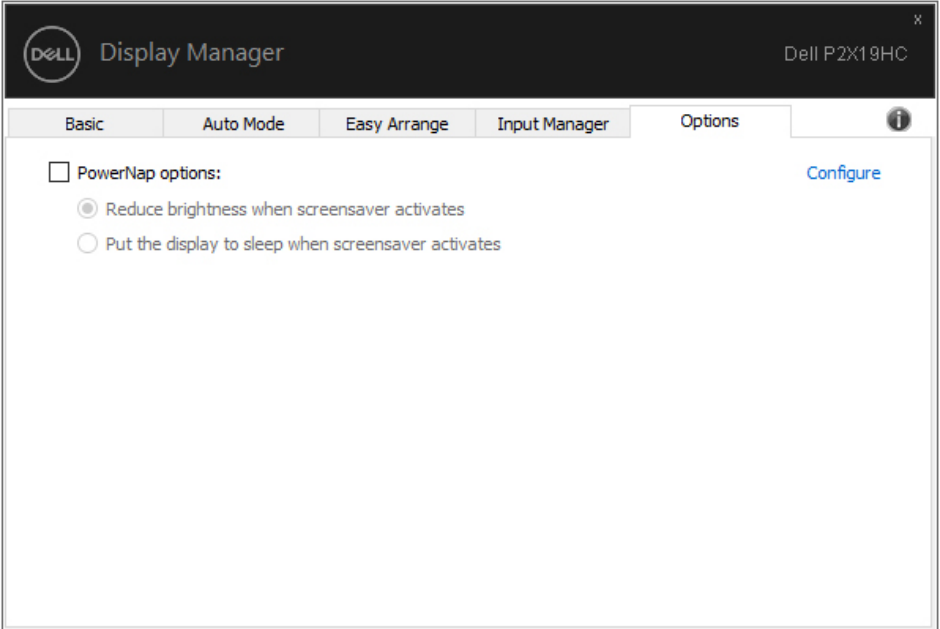 x
DELL Display Manager Dell P2X19HC
Basic Auto Mode Easy Arrange Input Manager Options i
PowerNap options: Configure
Reduce brightness when screensaver activates
Put the display to sleep when screensaver activates